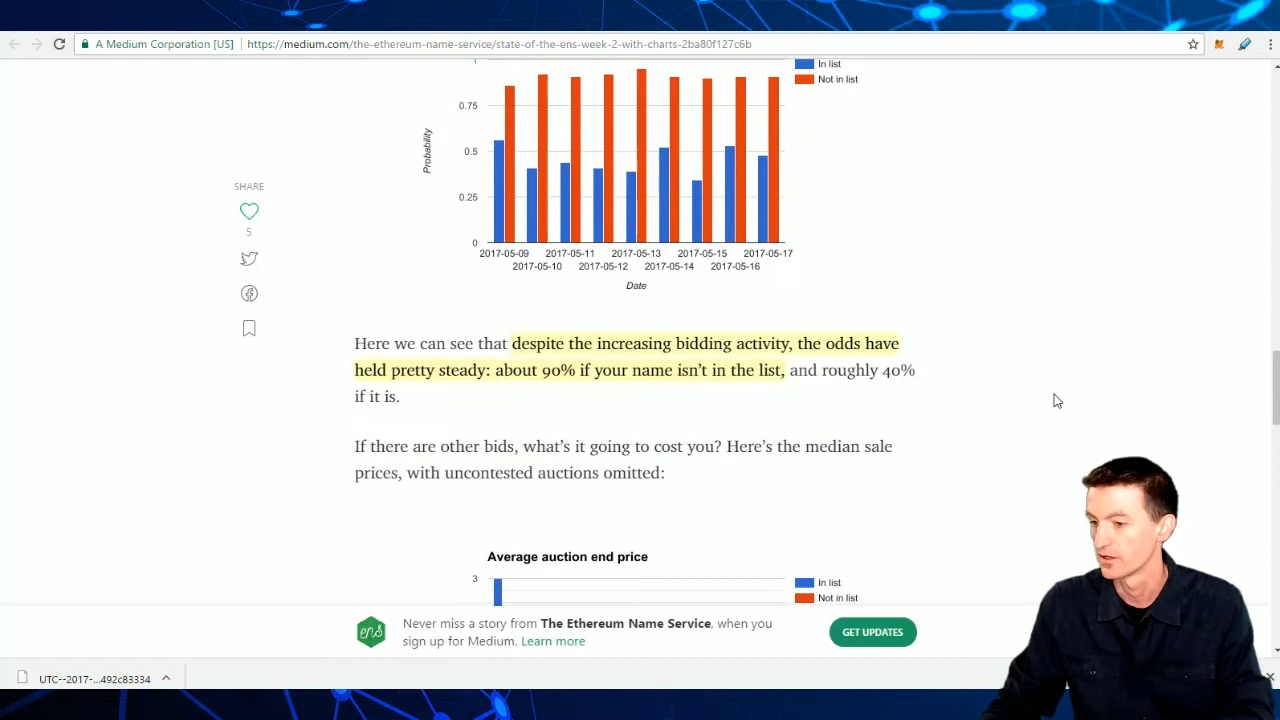 A Medium Corporation [US]
https://medium.com/the-ethereum-name-service/state-of-the-ens-week-2-with-charts-2ba80f127c6b
1
In list
Not in list
0.75
0.5
0.25
0
Probability
2017-05-09 2017-05-11 2017-05-13 2017-05-15 2017-05-17
2017-05-10 2017-05-12 2017-05-14 2017-05-16
Date
SHARE
5
Here we can see that despite the increasing bidding activity, the odds have
held pretty steady: about 90% if your name isn't in the list, and roughly 40%
if it is.
If there are other bids, what's it going to cost you? Here's the median sale
prices, with uncontested auctions omitted:
Average auction end price
3
In list
Not in list
ens
Never miss a story from The Ethereum Name Service, when you
sign up for Medium. Learn more
GET UPDATES
UTC--2017-...492c83334